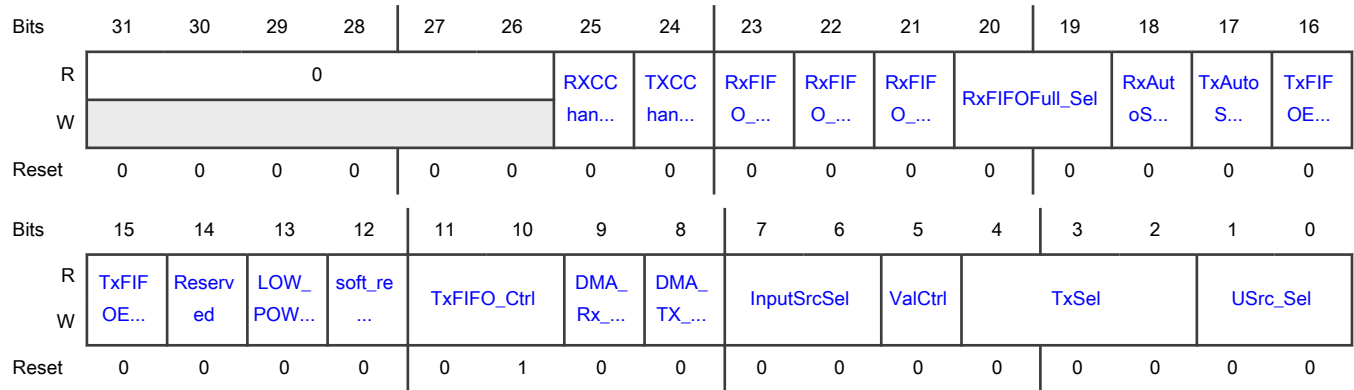 Bits 31 30 29 28 27 26 25 24 23 22 21 20 19 18 17 16
R 0 RXCC TXCC RxFIF RxFIF RxFIF RxFIFOFull_Sel RxAut TxAuto TxFIF
W han... han... O_... O_... O_... oS... S... OE...
Reset 0 0 0 0 0 0 0 0 0 0 0 0 0 0 0 0
Bits 15 14 13 12 11 10 9 8 7 6 5 4 3 2 1 0
R TxFIF Reserv LOW_ soft_re TxFIFO_Ctrl DMA_ DMA_ InputSrcSel ValCtrl TxSel USrc_Sel
W OE... ed POW... ... Rx_... TX_...
Reset 0 0 0 0 0 1 0 0 0 0 0 0 0 0 0 0